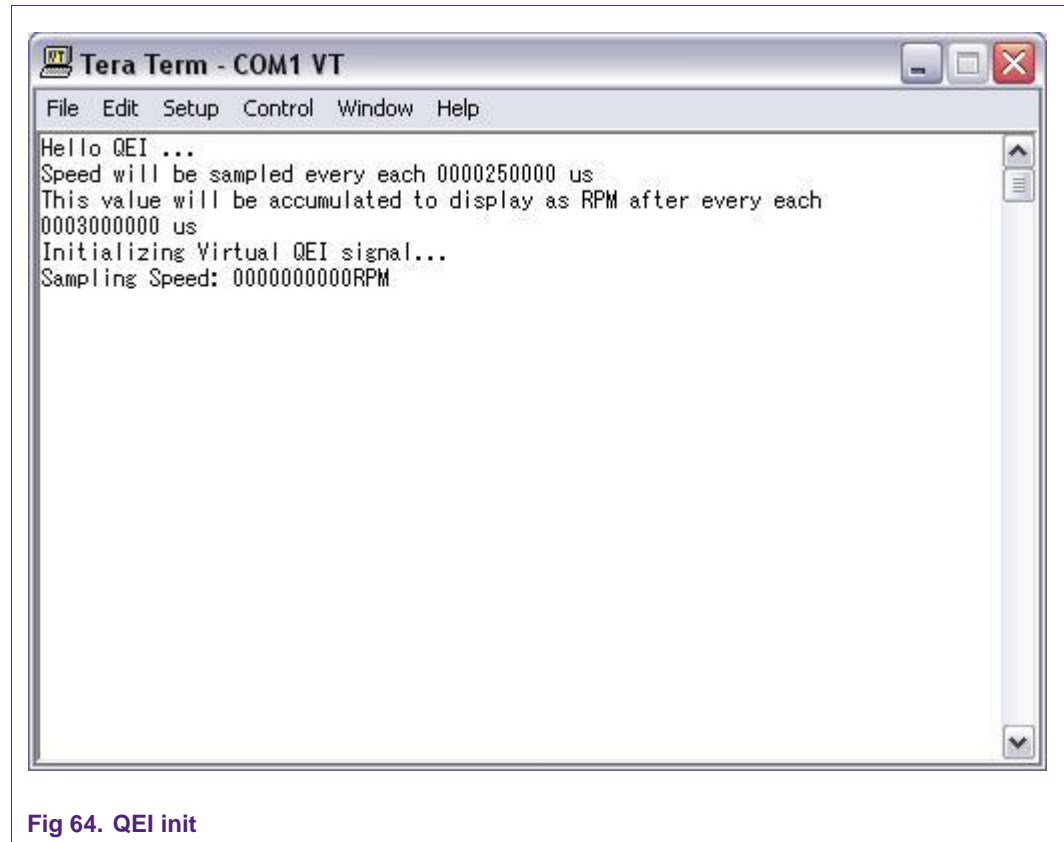 Tera Term - COM1 VT
File Edit Setup Control Window Help
Hello QEI ...
Speed will be sampled every each 0000250000 us
This value will be accumulated to display as RPM after every each
0003000000 us
Initializing Virtual QEI signal...
Sampling Speed: 0000000000RPM
Fig 64. QEI init